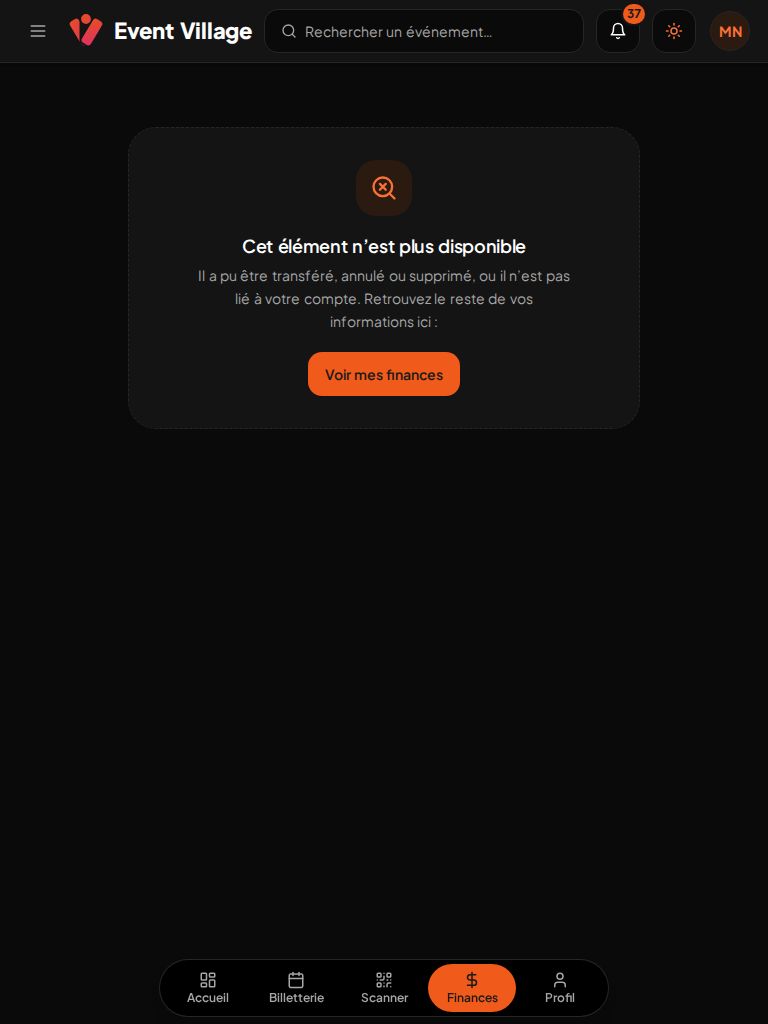 Event Village
Rechercher un événement...
37
MN
Cet élément n’est plus disponible
Il a pu être transféré, annulé ou supprimé, ou il n’est pas
lié à votre compte. Retrouvez le reste de vos
informations ici :
Voir mes finances
Accueil
Billetterie
Scanner
Finances
Profil